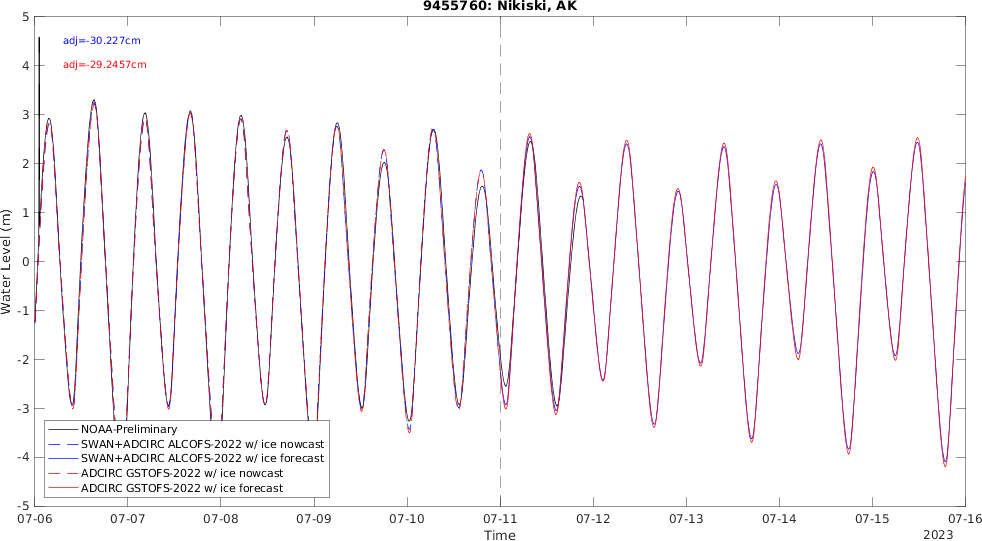 9455760: Nikiski, AK
adj=-30.227cm
adj=-29.2457cm
5
4
3
2
1
0
-1
-2
-3
-4
-5
Water Level (m)
NOAA-Preliminary
SWAN+ADCIRC ALCOFS-2022 w/ ice nowcast
SWAN+ADCIRC ALCOFS-2022 w/ ice forecast
ADCIRC GSTOFS-2022 w/ ice nowcast
ADCIRC GSTOFS-2022 w/ ice forecast
07-06 07-07 07-08 07-09 07-10 07-11 07-12 07-13 07-14 07-15 07-16
Time
2023